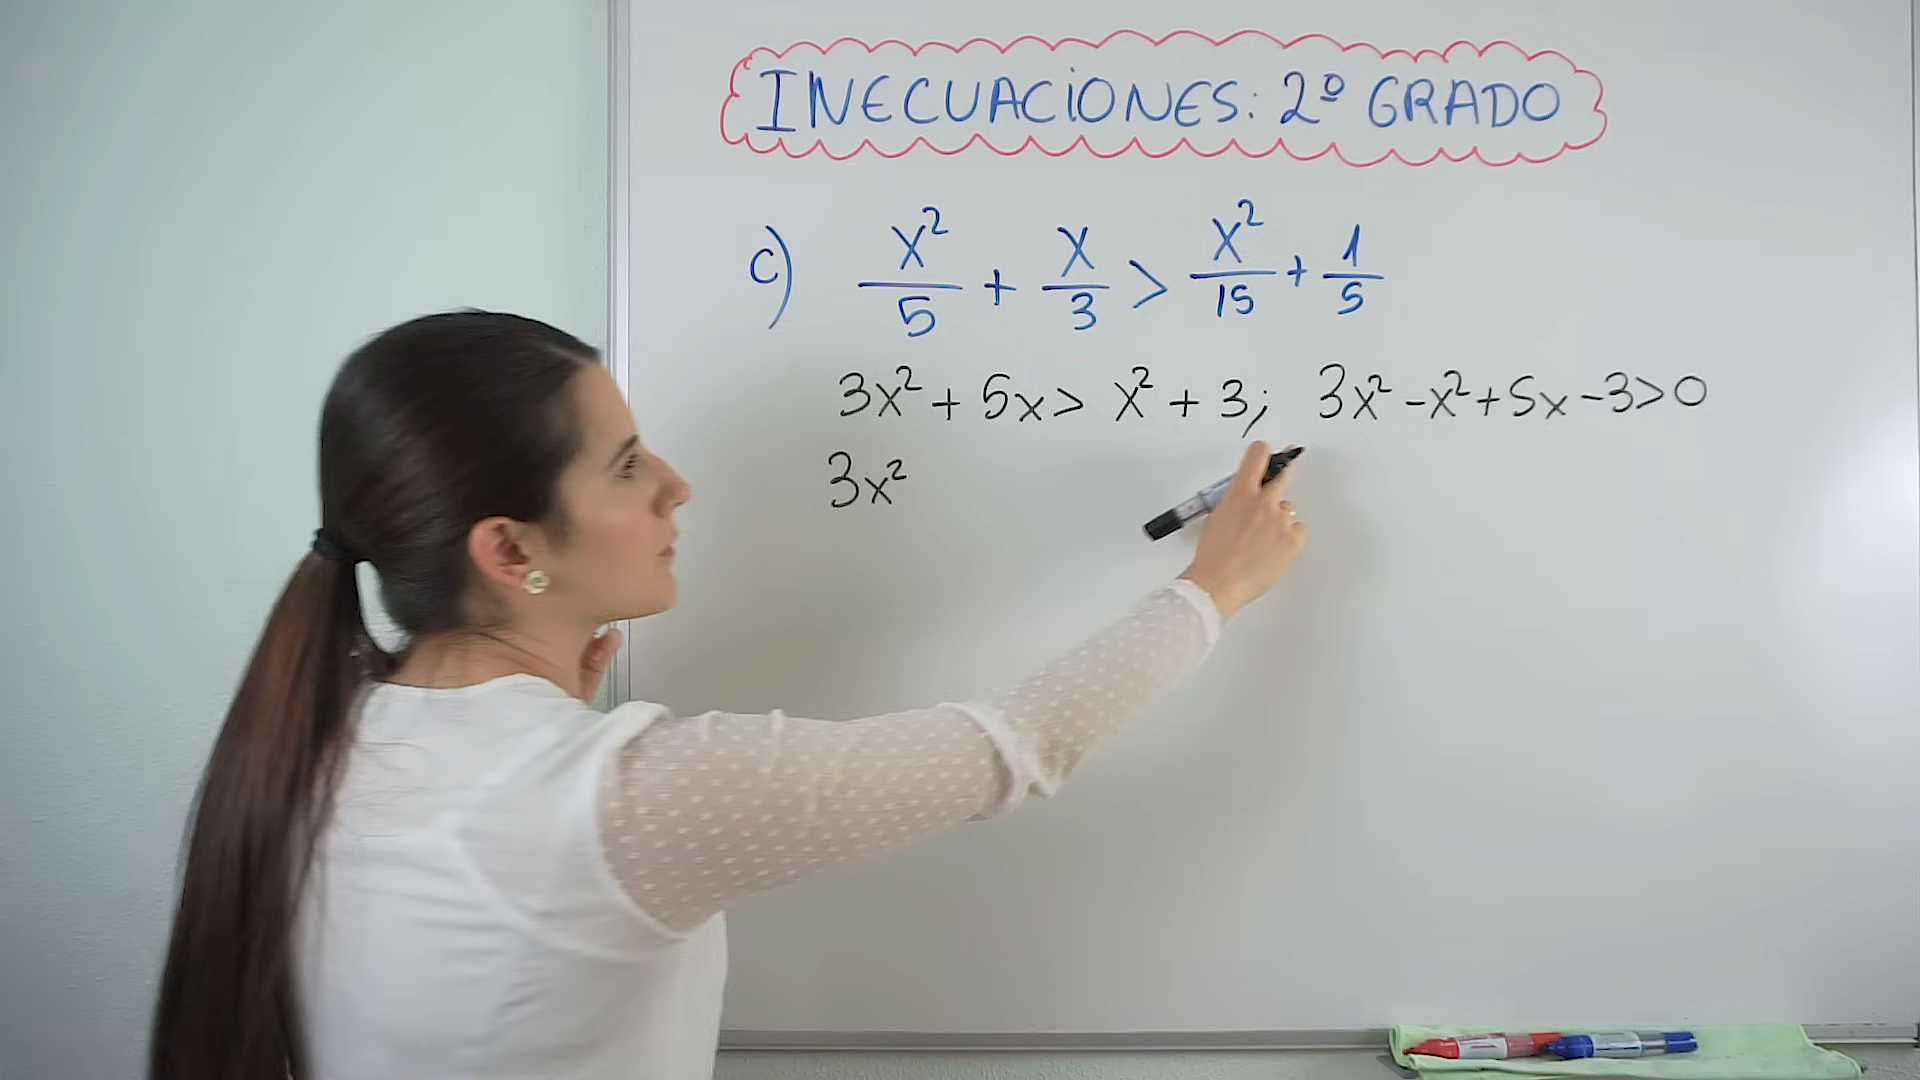 INECUACIONES: 2º GRADO
c) x²/5 + x/3 > x²/15 + 1/5
3x² + 5x > x² + 3; 3x² - x² + 5x - 3 > 0
3x²